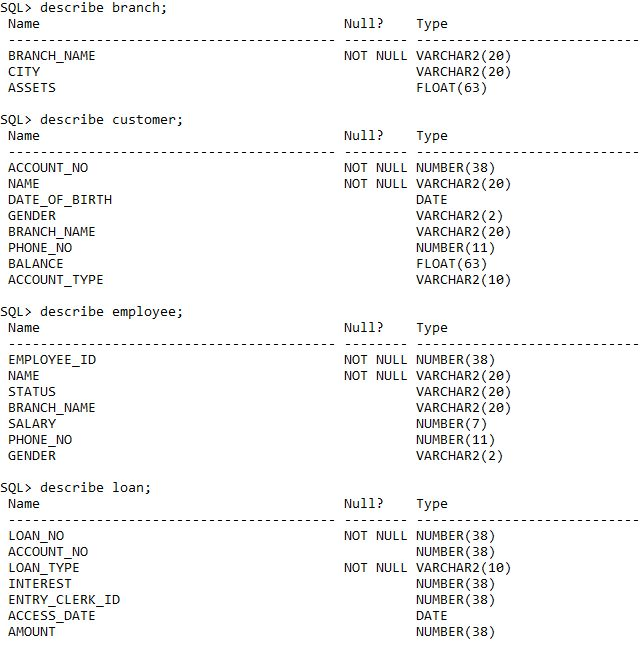 SQL> describe branch;
Name Null? Type
----------------------------------------- -------- ----------------------------
BRANCH_NAME NOT NULL VARCHAR2(20)
CITY VARCHAR2(20)
ASSETS FLOAT(63)
SQL> describe customer;
Name Null? Type
----------------------------------------- -------- ----------------------------
ACCOUNT_NO NOT NULL NUMBER(38)
NAME NOT NULL VARCHAR2(20)
DATE_OF_BIRTH DATE
GENDER VARCHAR2(2)
BRANCH_NAME VARCHAR2(20)
PHONE_NO NUMBER(11)
BALANCE FLOAT(63)
ACCOUNT_TYPE VARCHAR2(10)
SQL> describe employee;
Name Null? Type
----------------------------------------- -------- ----------------------------
EMPLOYEE_ID NOT NULL NUMBER(38)
NAME NOT NULL VARCHAR2(20)
STATUS VARCHAR2(20)
BRANCH_NAME VARCHAR2(20)
SALARY NUMBER(7)
PHONE_NO NUMBER(11)
GENDER VARCHAR2(2)
SQL> describe loan;
Name Null? Type
----------------------------------------- -------- ----------------------------
LOAN_NO NOT NULL NUMBER(38)
ACCOUNT_NO NUMBER(38)
LOAN_TYPE NOT NULL VARCHAR2(10)
INTEREST NUMBER(38)
ENTRY_CLERK_ID NUMBER(38)
ACCESS_DATE DATE
AMOUNT NUMBER(38)